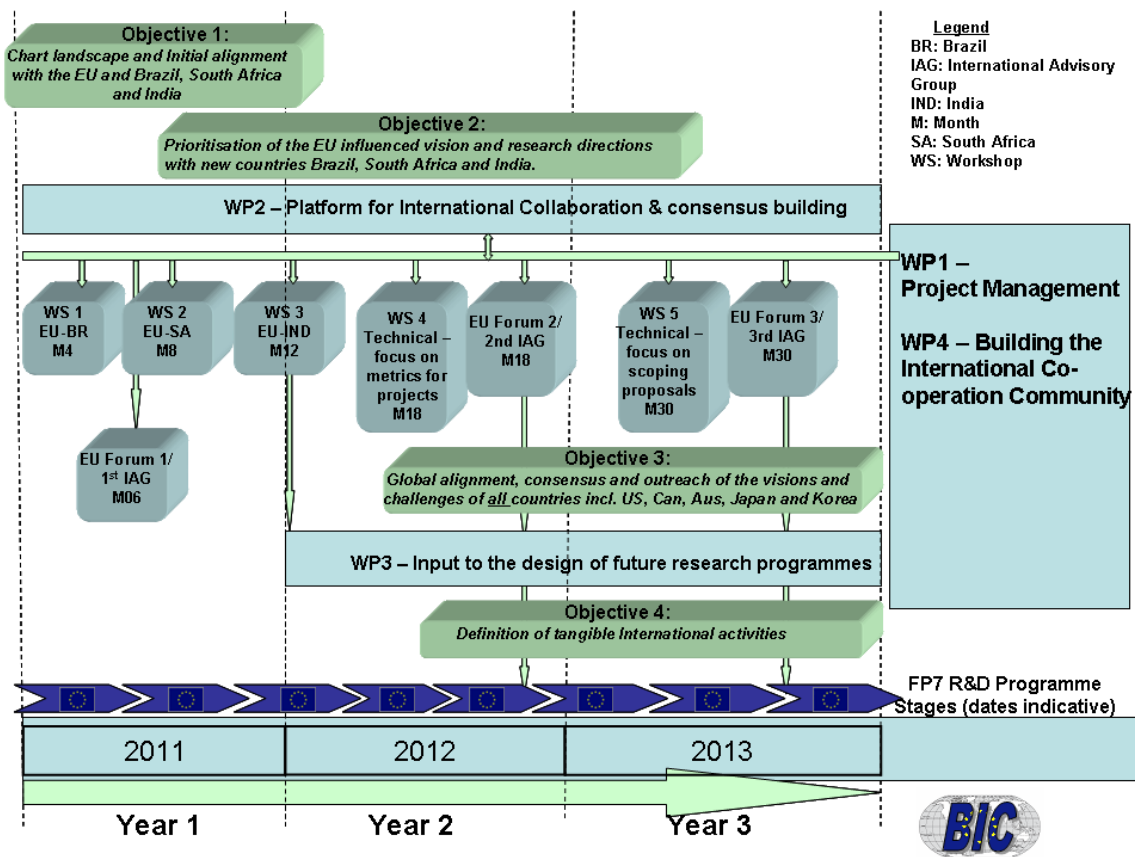 Objective 1:
Chart landscape and Initial alignment
with the EU and Brazil, South Africa
and India
Legend
BR: Brazil
IAG: International Advisory
Group
IND: India
M: Month
SA: South Africa
WS: Workshop
Objective 2:
Prioritisation of the EU influenced vision and research directions
with new countries Brazil, South Africa and India.
WP2 – Platform for International Collaboration & consensus building
WP1 –
Project Management
WP4 – Building the
International Co-
operation Community
WS 1
EU-BR
M4
WS 2
EU-SA
M8
WS 3
EU-IND
M12
WS 4
Technical –
focus on
metrics for
projects
M18
EU Forum 2/
2nd IAG
M18
WS 5
Technical –
focus on
scoping
proposals
M30
EU Forum 3/
3rd IAG
M30
EU Forum 1/
1st IAG
M06
Objective 3:
Global alignment, consensus and outreach of the visions and
challenges of all countries incl. US, Can, Aus, Japan and Korea
WP3 – Input to the design of future research programmes
Objective 4:
Definition of tangible International activities
FP7 R&D Programme
Stages (dates indicative)
2011
2012
2013
Year 1
Year 2
Year 3
BIC